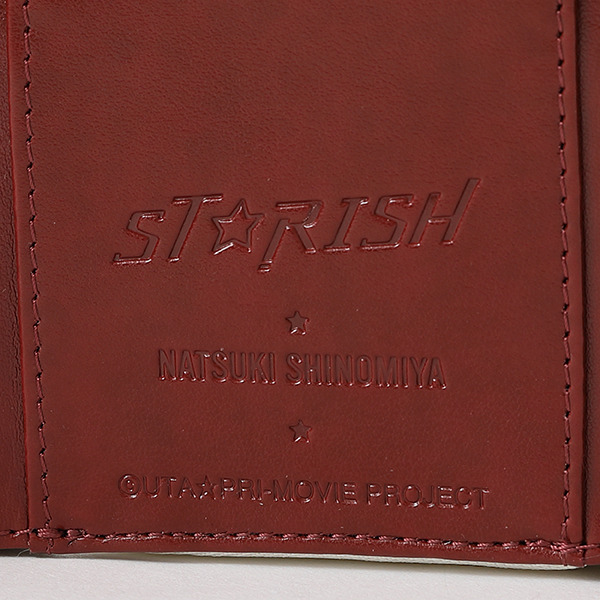 ST☆RISH
NATSUKI SHINOMIYA
©UTA☆PRI-MOVIE PROJECT